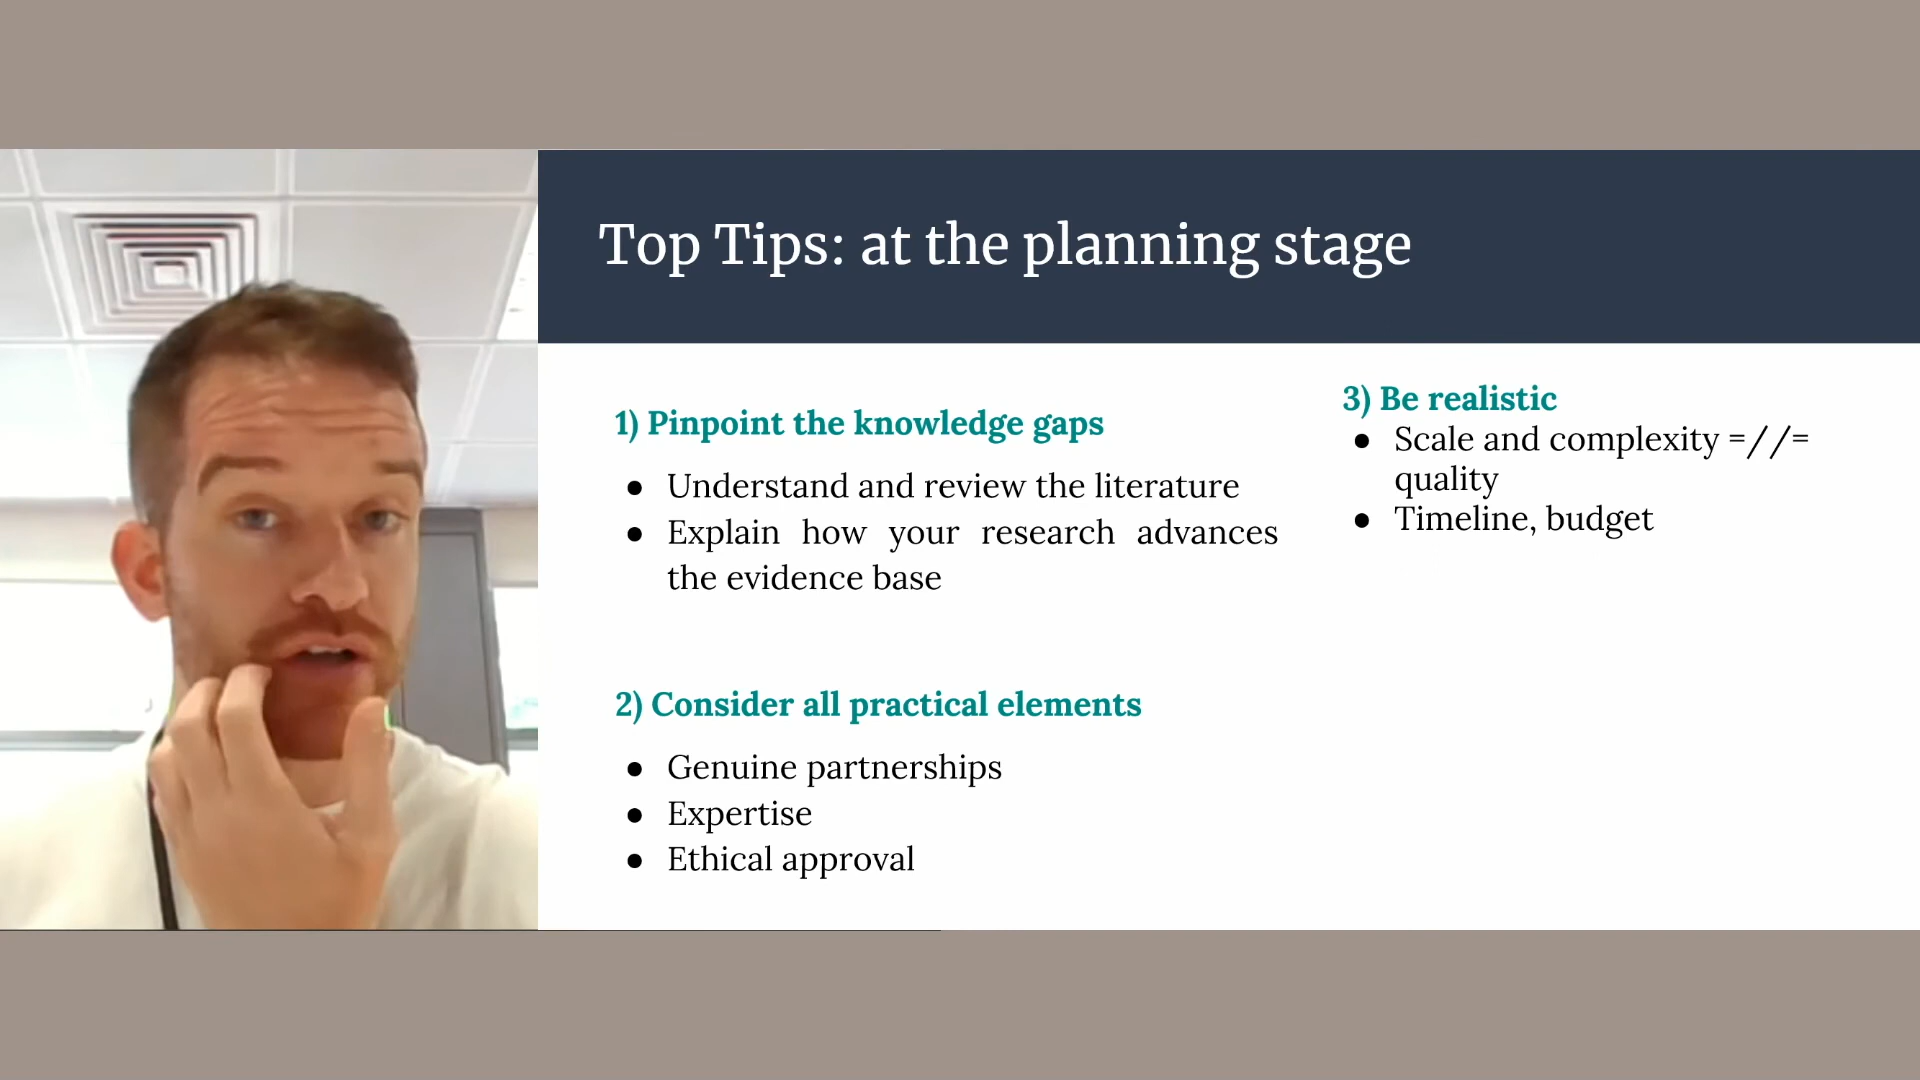 Top Tips: at the planning stage
1) Pinpoint the knowledge gaps
● Understand and review the literature
● Explain how your research advances
the evidence base
2) Consider all practical elements
● Genuine partnerships
● Expertise
● Ethical approval
3) Be realistic
● Scale and complexity =//=
quality
● Timeline, budget